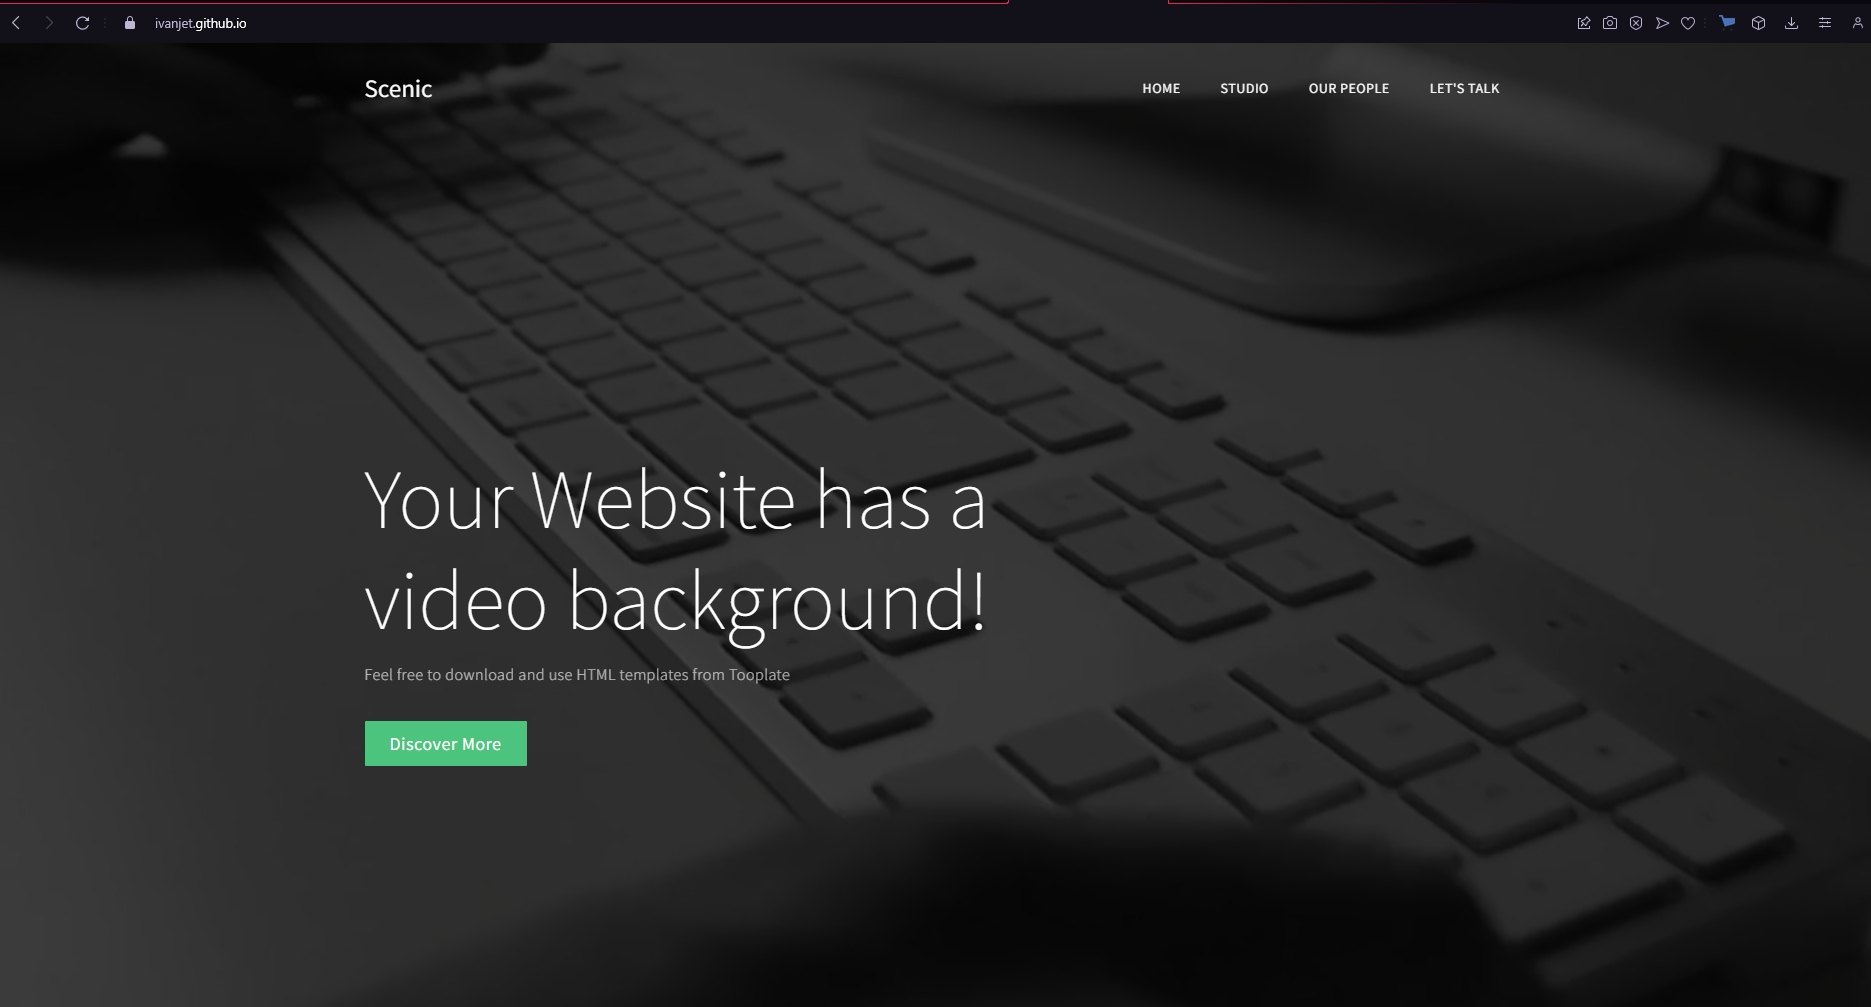 ivanjet.github.io
Scenic
HOME
STUDIO
OUR PEOPLE
LET'S TALK
Your Website has a
video background!
Feel free to download and use HTML templates from Tooplate
Discover More